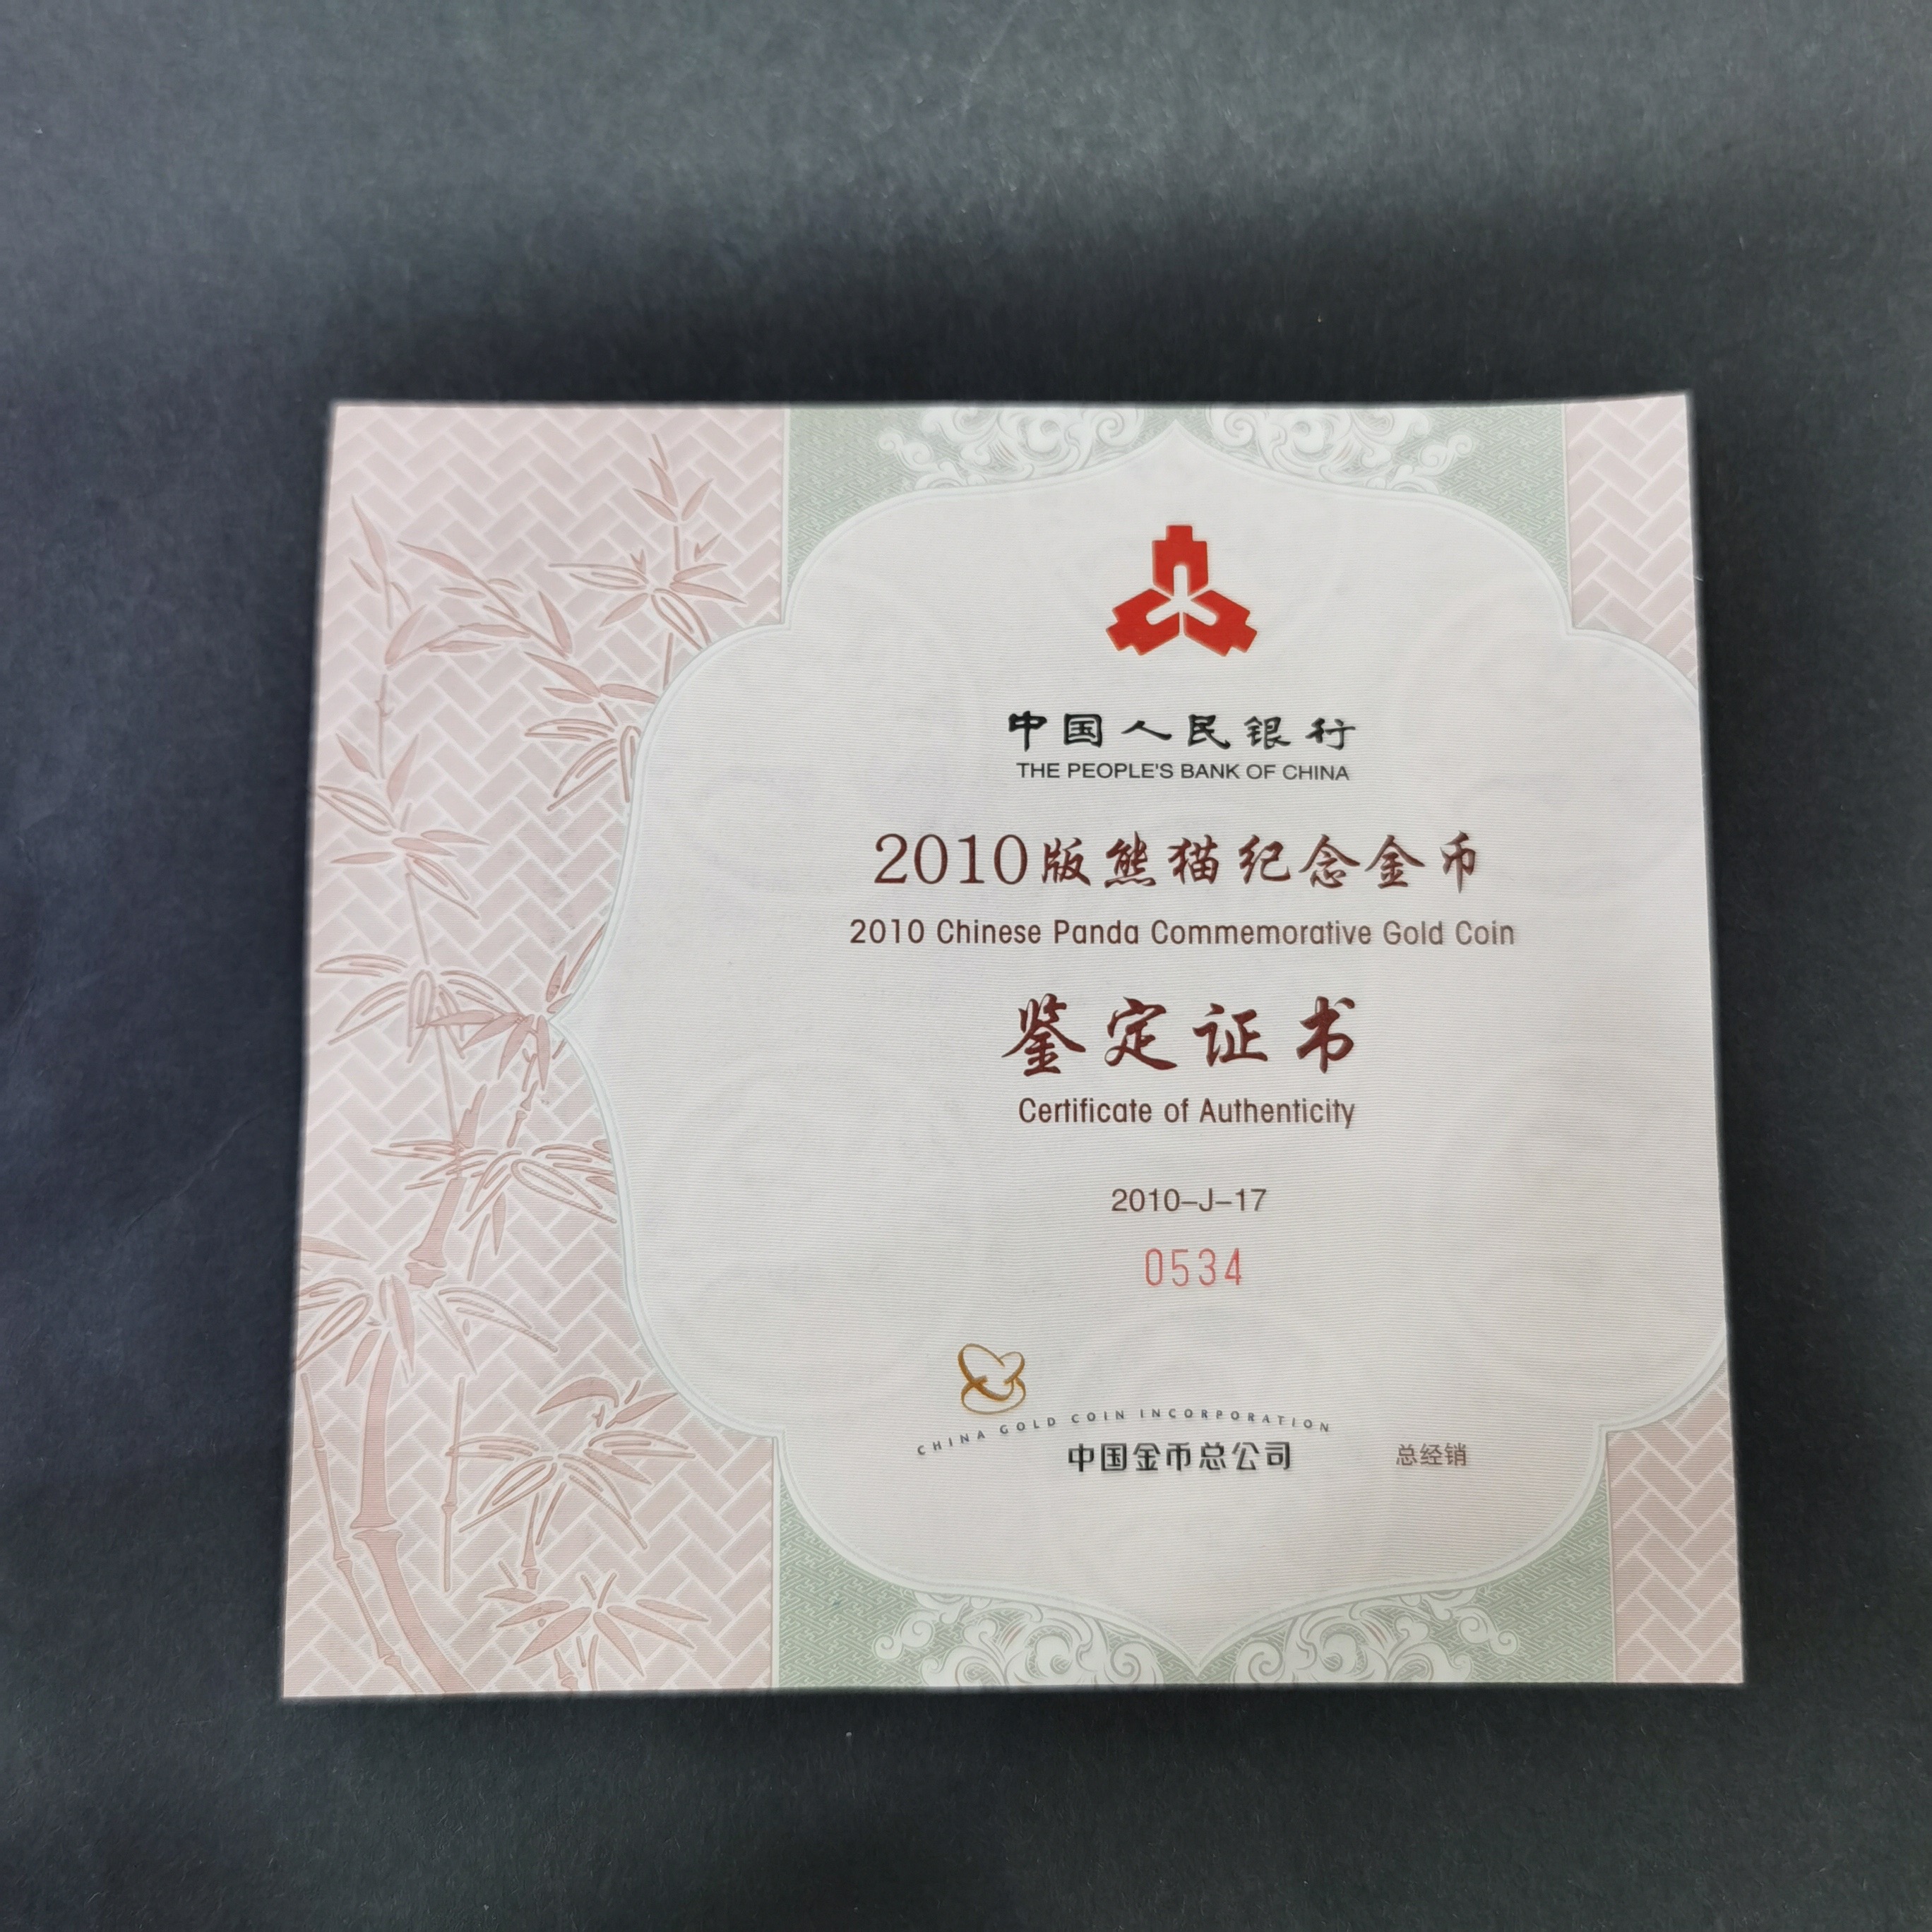 中国人民银行
THE PEOPLE'S BANK OF CHINA
2010版熊猫纪念金币
2010 Chinese Panda Commemorative Gold Coin
鉴定证书
Certificate of Authenticity
2010-J-17
0534
CHINA GOLD COIN INCORPORATION
中国金币总公司 总经销